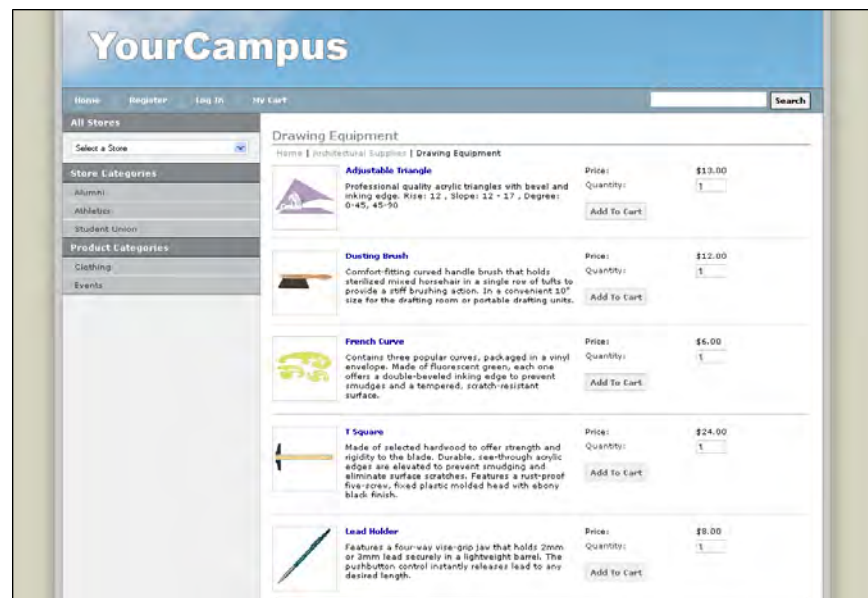 YourCampus
Home Register Log In My Cart Search
All Stores
Select a Store
Store Categories
Alumni
Athletics
Student Union
Product Categories
Clothing
Events
Drawing Equipment
Home | Architectural Supplies | Drawing Equipment
Adjustable Triangle
Professional quality acrylic triangles with bevel and
inking edge. Rise: 12 , Slope: 12 - 17 , Degree:
0-45, 45-90
Price: $13.00
Quantity: 1
Add To Cart
Dusting Brush
Comfort-fitting curved handle brush that holds
sterilized mixed horsehair in a single row of tufts to
provide a stiff brushing action. In a convenient 10"
size for the drafting room or portable drafting units.
Price: $12.00
Quantity: 1
Add To Cart
French Curve
Contains three popular curves, packaged in a vinyl
envelope. Made of fluorescent green, each one
offers a double-beveled inking edge to prevent
smudges and a tempered, scratch-resistant
surface.
Price: $6.00
Quantity: 1
Add To Cart
T Square
Made of selected hardwood to offer strength and
rigidity to the blade. Durable, see-through acrylic
edges are elevated to prevent smudging and
eliminate surface scratches. Features a rust-proof
five-screw, fixed plastic molded head with ebony
black finish.
Price: $24.00
Quantity: 1
Add To Cart
Lead Holder
Features a four-way vise-grip jaw that holds 2mm
or 3mm lead securely in a lightweight barrel. The
pushbutton control instantly releases lead to any
desired length.
Price:
Quantity: 1
Add To Cart